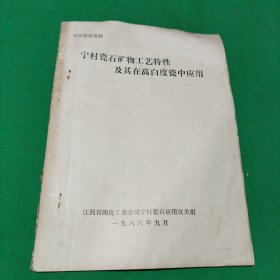 项目鉴定资料
宁村瓷石矿物工艺特性
及其在高白度瓷中应用
江西省陶瓷工业公司宁村瓷石应用攻关组
一九八六年九月